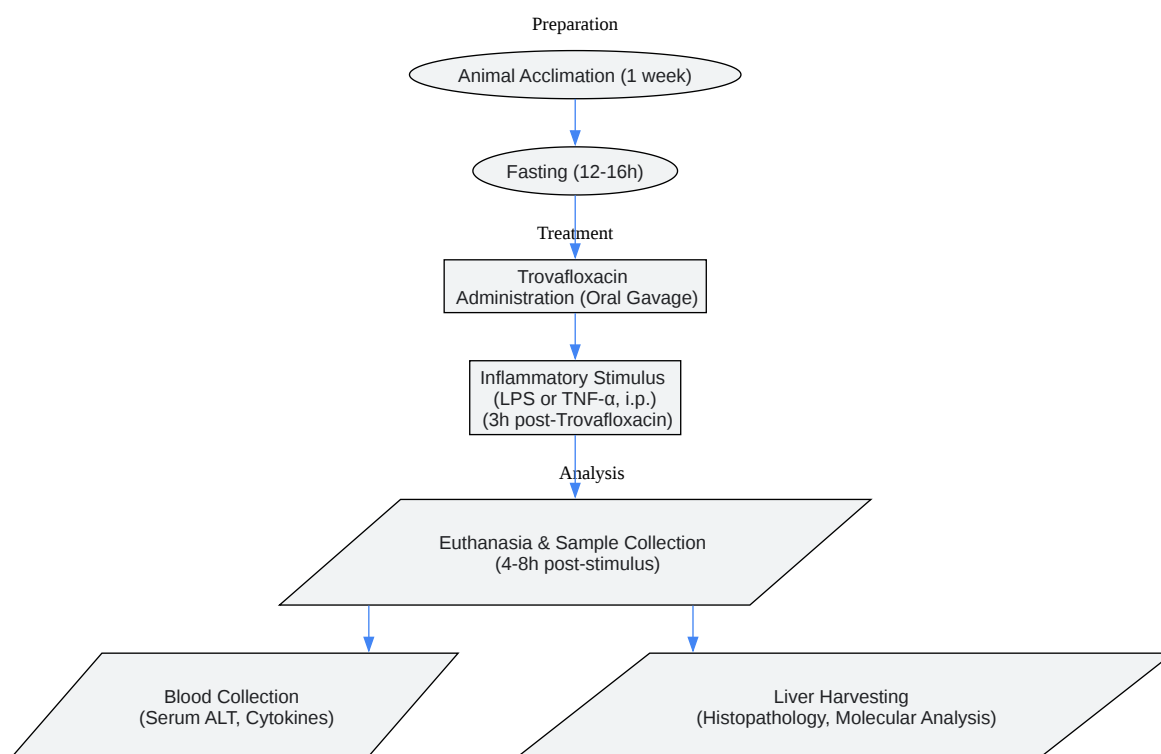 Preparation
Animal Acclimation (1 week)
Fasting (12-16h)
Treatment
Trovafloxacin
Administration (Oral Gavage)
Inflammatory Stimulus
(LPS or TNF-α, i.p.)
(3h post-Trovafloxacin)
Analysis
Euthanasia & Sample Collection
(4-8h post-stimulus)
Blood Collection
(Serum ALT, Cytokines)
Liver Harvesting
(Histopathology, Molecular Analysis)